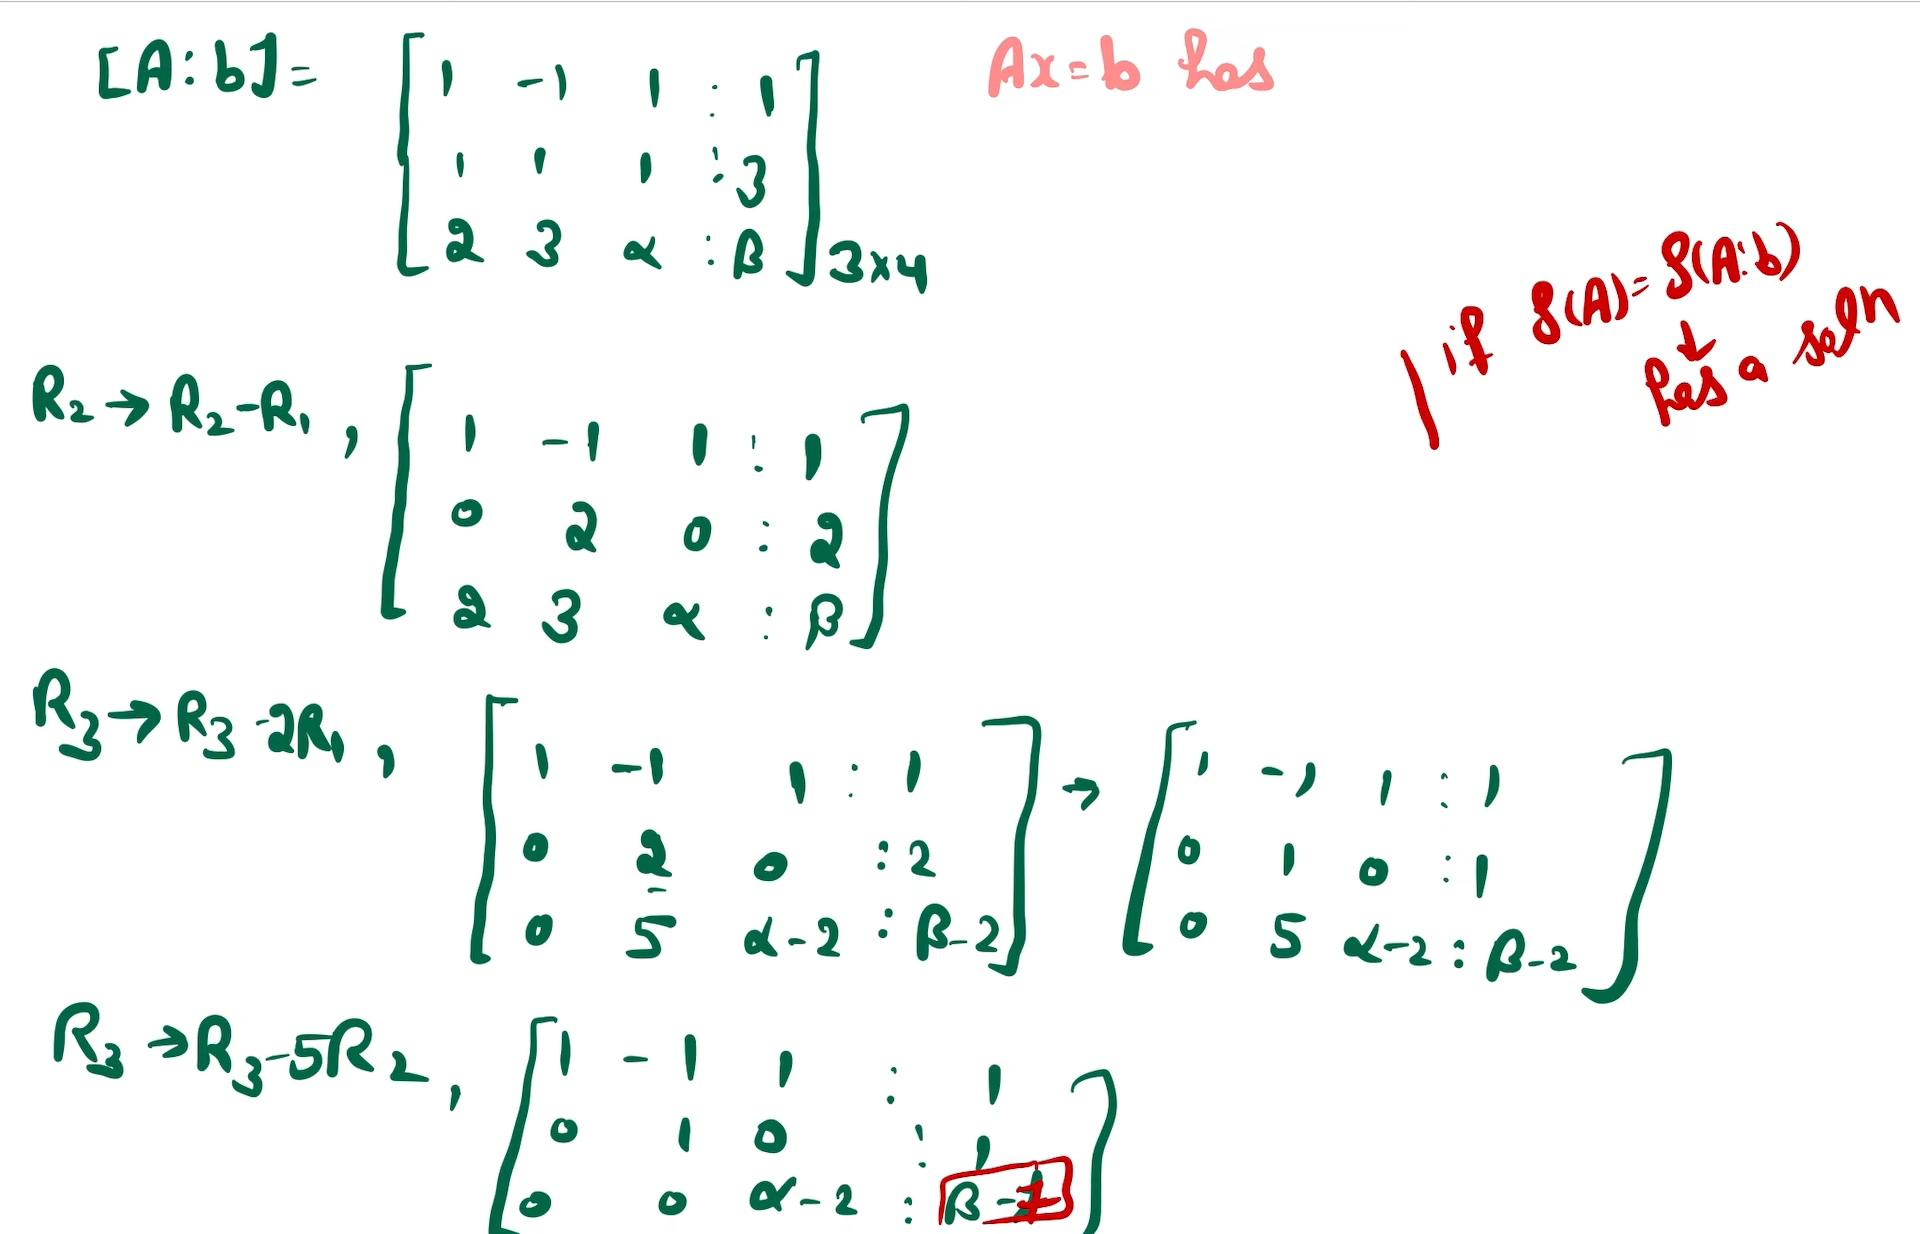 [A:b]= [ 1 -1 1 : 1   Ax=b has
1 1 1 : 3
2 3 α : β ]3×4
if ρ(A)=ρ(A:b)
↓
has a soln
R2→R2-R1, [ 1 -1 1 : 1
0 2 0 : 2
2 3 α : β ]
R3→R3-2R1, [ 1 -1 1 : 1 → [ 1 -1 1 : 1
0 2 0 : 2   0 1 0 : 1
0 5 α-2 : β-2 ]   0 5 α-2 : β-2 ]
R3→R3-5R2, [ 1 -1 1 : 1
0 1 0 : 1
0 0 α-2 : β-7 ]